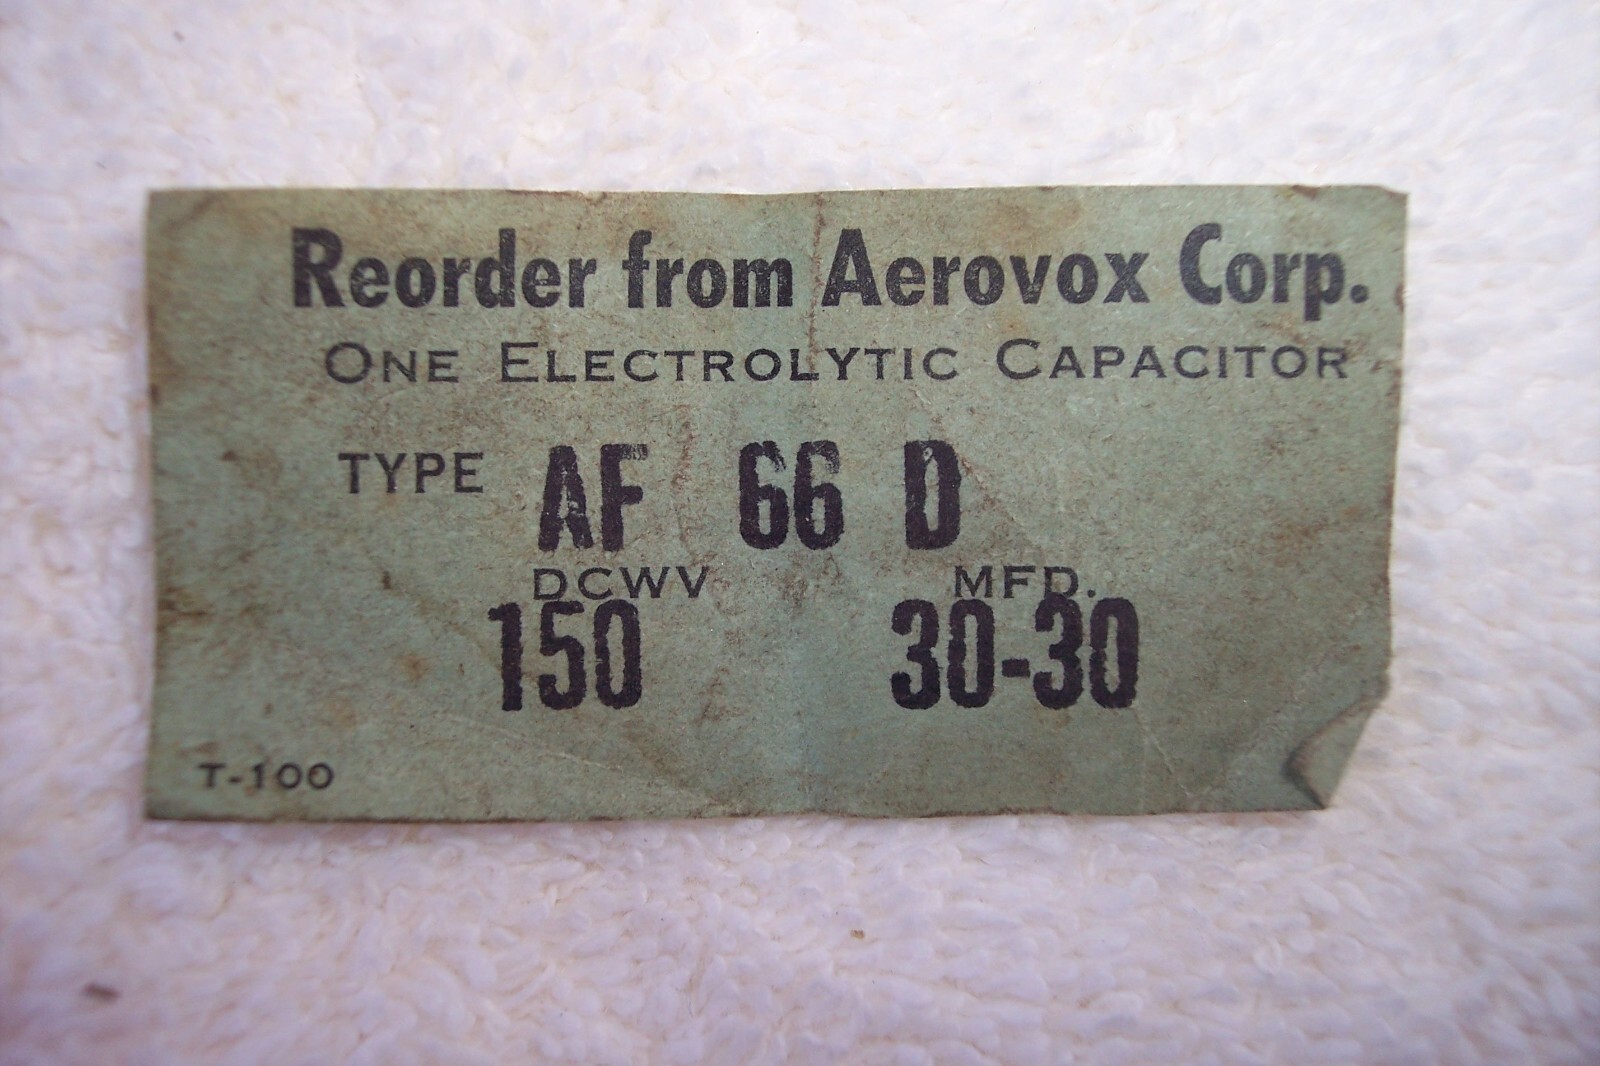 Reorder from Aerovox Corp.
ONE ELECTROLYTIC CAPACITOR
TYPE AF 66 D
DCWV MFD.
150 30-30
T-100